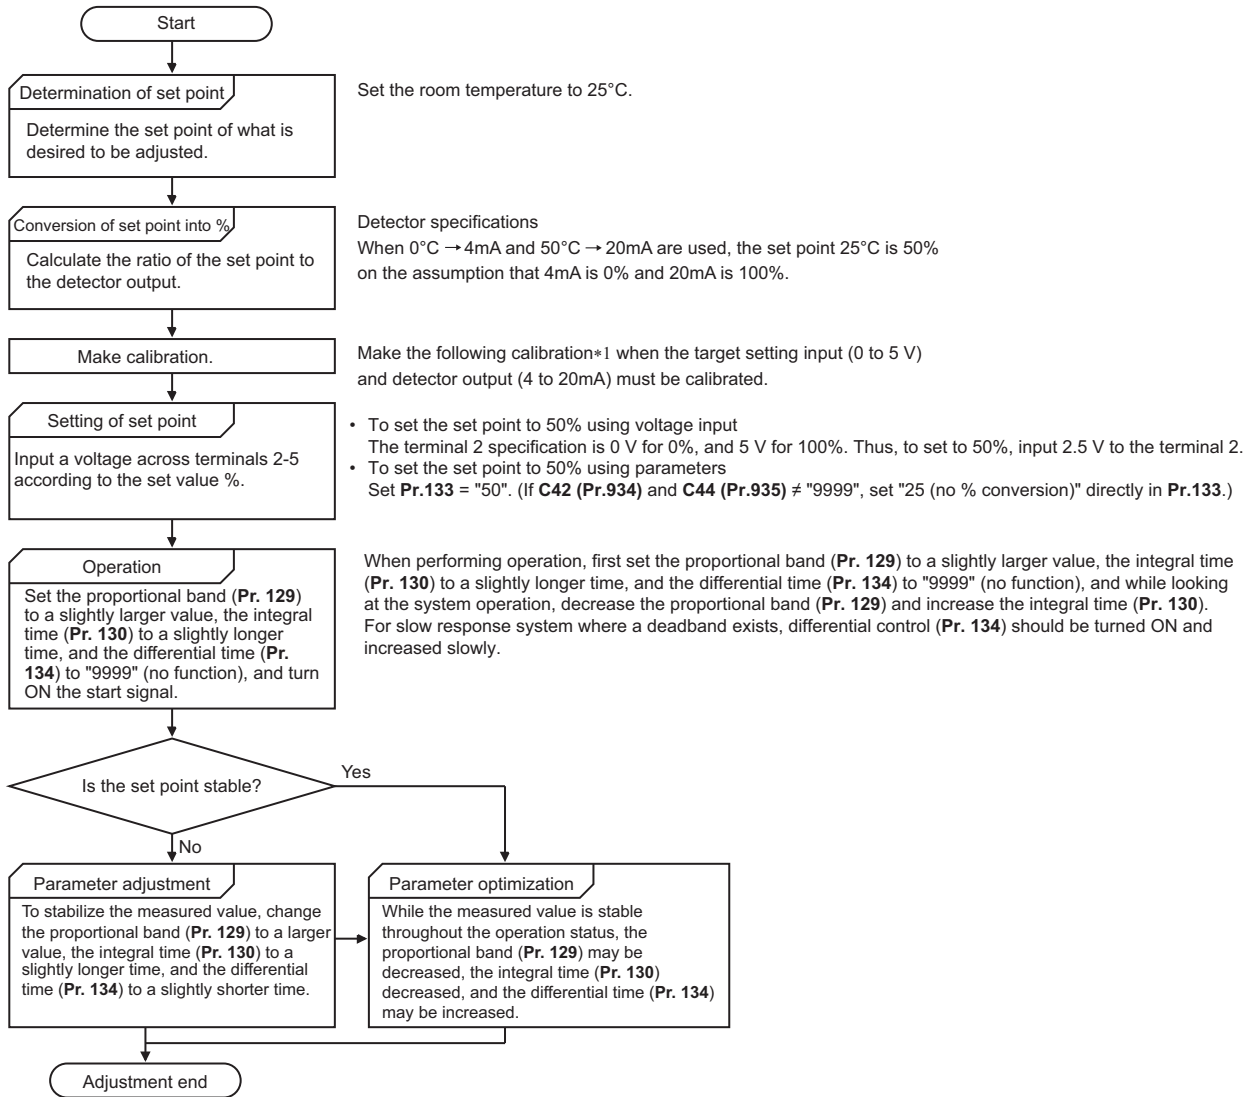 Start
Determination of set point
Determine the set point of what is
desired to be adjusted.
Set the room temperature to 25°C.
Conversion of set point into %
Calculate the ratio of the set point to
the detector output.
Detector specifications
When 0°C → 4mA and 50°C → 20mA are used, the set point 25°C is 50%
on the assumption that 4mA is 0% and 20mA is 100%.
Make calibration.
Make the following calibration*1 when the target setting input (0 to 5 V)
and detector output (4 to 20mA) must be calibrated.
Setting of set point
Input a voltage across terminals 2-5
according to the set value %.
• To set the set point to 50% using voltage input
The terminal 2 specification is 0 V for 0%, and 5 V for 100%. Thus, to set to 50%, input 2.5 V to the terminal 2.
• To set the set point to 50% using parameters
Set Pr.133 = "50". (If C42 (Pr.934) and C44 (Pr.935) ≠ "9999", set "25 (no % conversion)" directly in Pr.133.)
Operation
Set the proportional band (Pr. 129)
to a slightly larger value, the integral
time (Pr. 130) to a slightly longer
time, and the differential time (Pr.
134) to "9999" (no function), and turn
ON the start signal.
When performing operation, first set the proportional band (Pr. 129) to a slightly larger value, the integral time
(Pr. 130) to a slightly longer time, and the differential time (Pr. 134) to "9999" (no function), and while looking
at the system operation, decrease the proportional band (Pr. 129) and increase the integral time (Pr. 130).
For slow response system where a deadband exists, differential control (Pr. 134) should be turned ON and
increased slowly.
Is the set point stable?
Yes
No
Parameter adjustment
To stabilize the measured value, change
the proportional band (Pr. 129) to a larger
value, the integral time (Pr. 130) to a
slightly longer time, and the differential
time (Pr. 134) to a slightly shorter time.
Parameter optimization
While the measured value is stable
throughout the operation status, the
proportional band (Pr. 129) may be
decreased, the integral time (Pr. 130)
decreased, and the differential time (Pr. 134)
may be increased.
Adjustment end